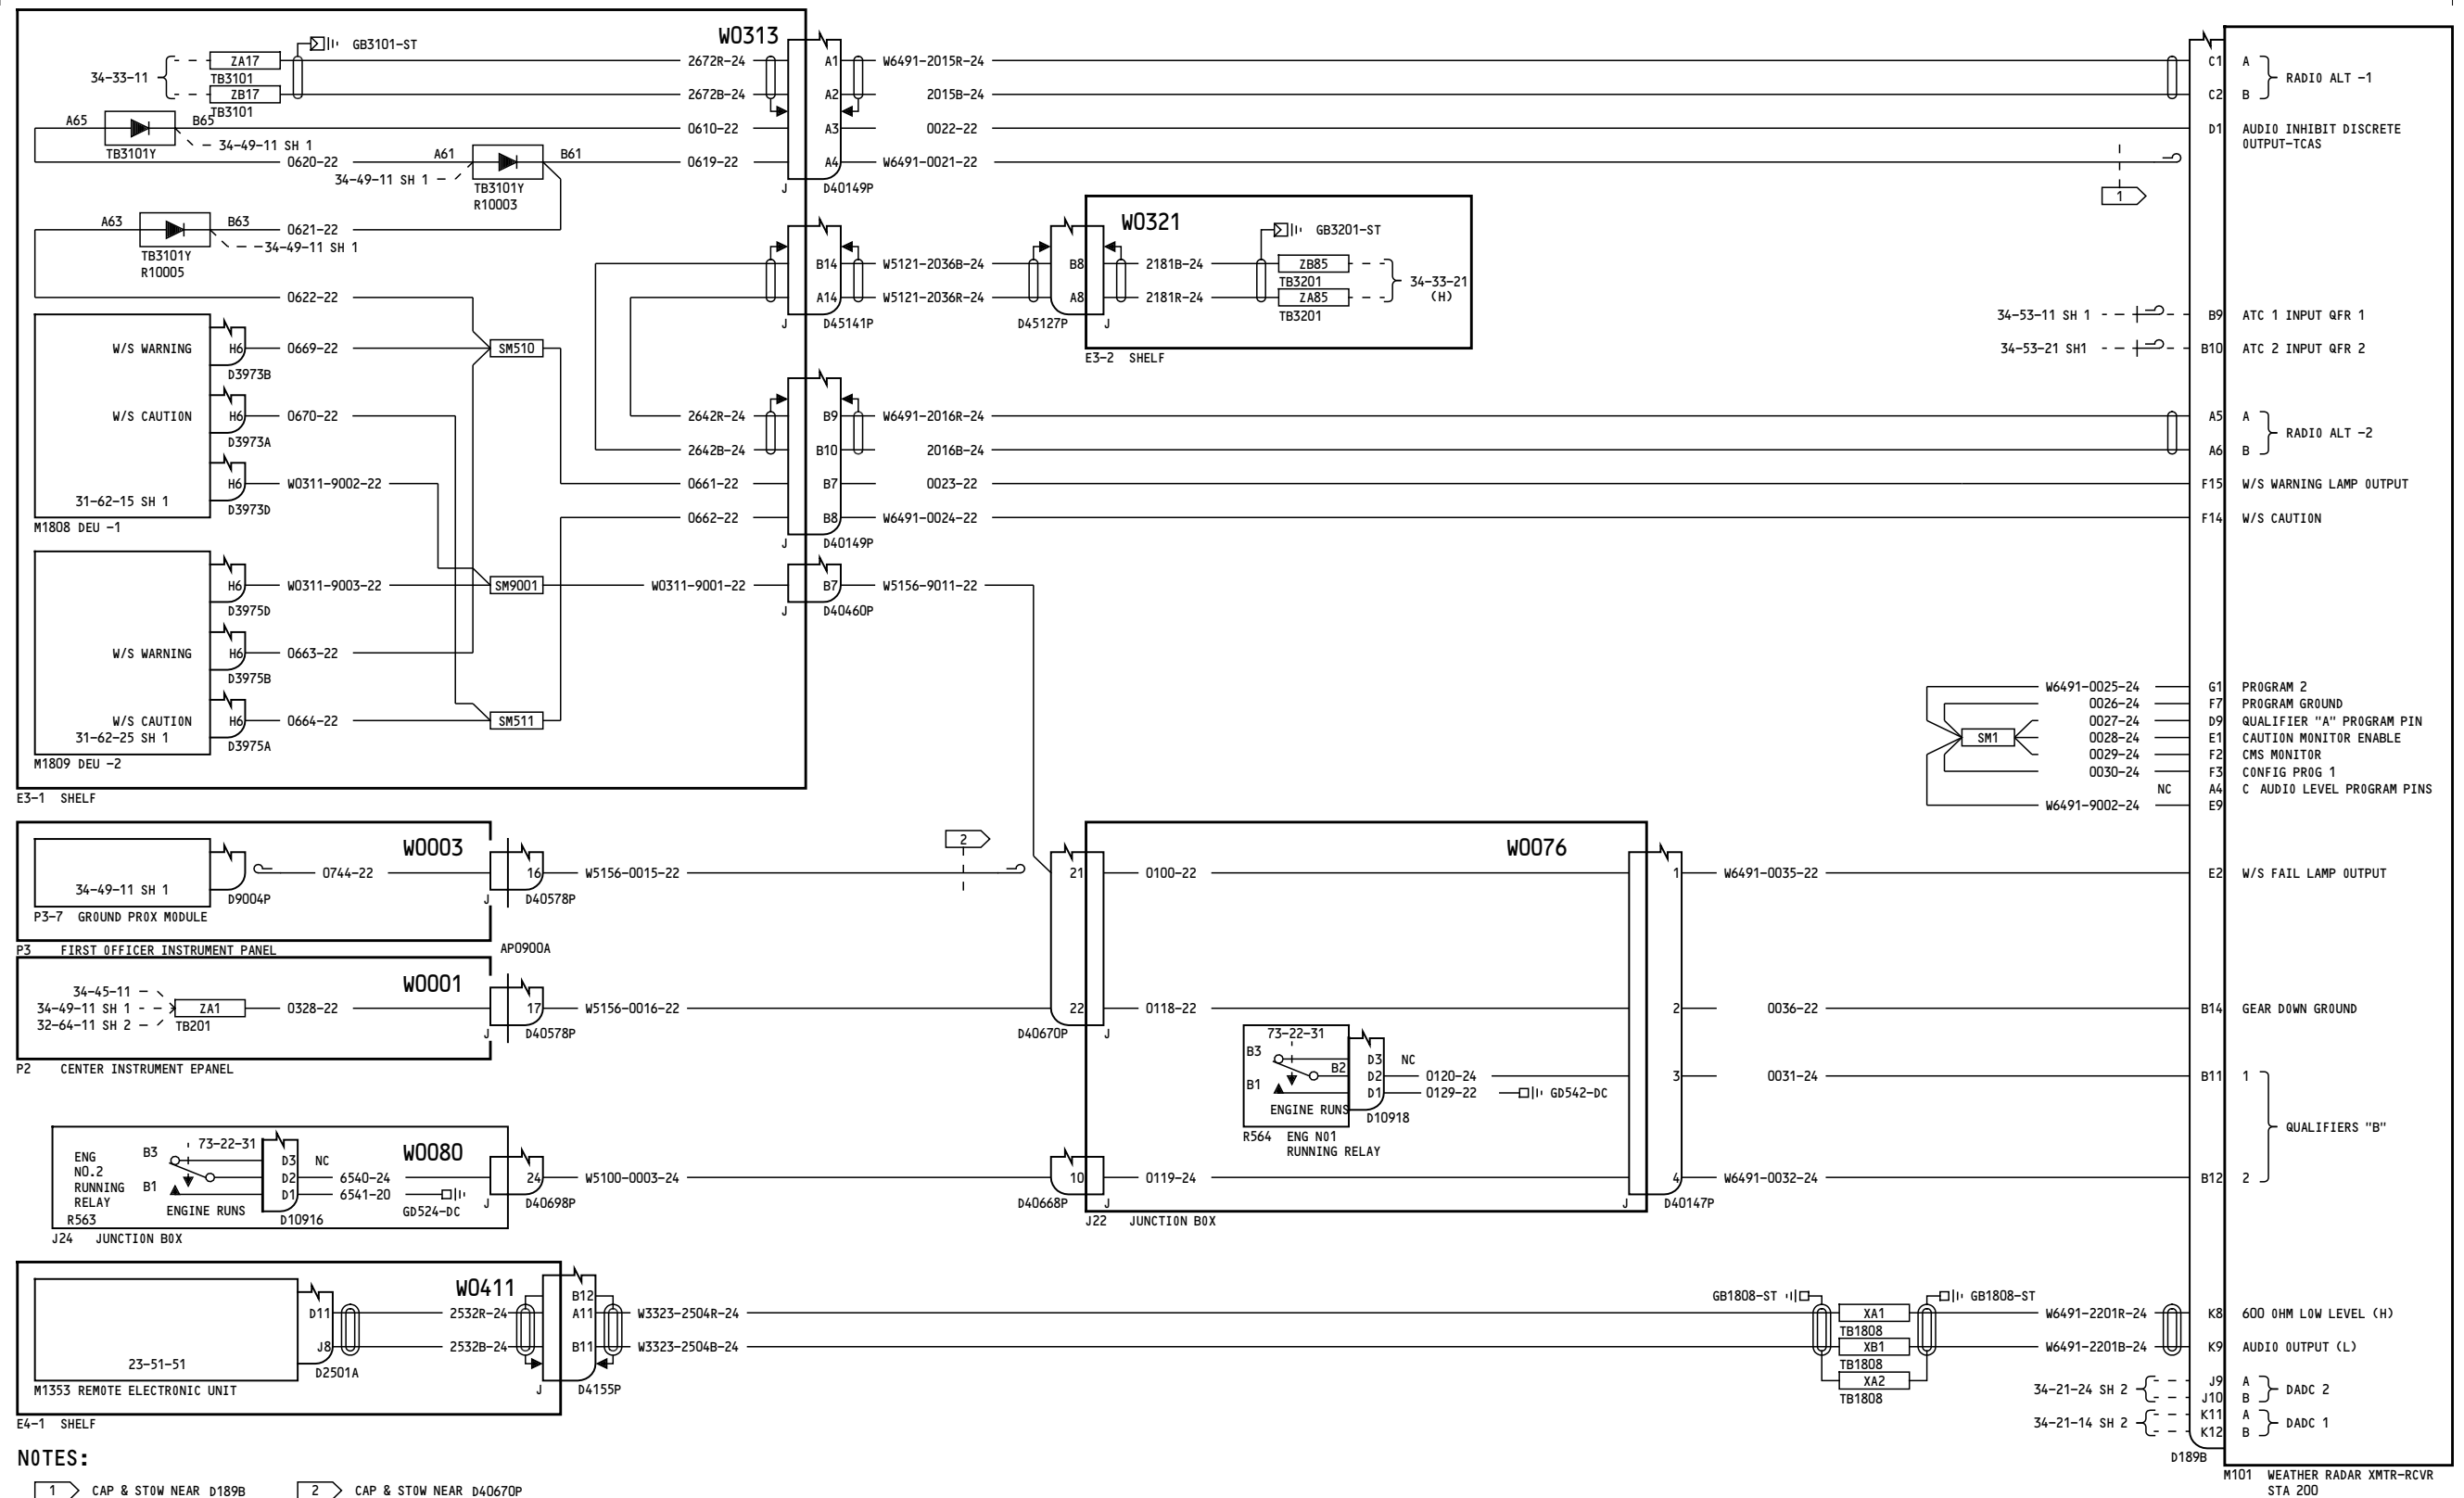 W0313
GB3101-ST
34-33-11
ZA17
TB3101
ZB17
TB3101
2672R-24
A1
W6491-2015R-24
C1
A
RADIO ALT -1
2672B-24
A2
2015B-24
C2
B
A65
TB3101Y
B65
34-49-11 SH 1
0610-22
A3
0022-22
D1
AUDIO INHIBIT DISCRETE
OUTPUT-TCAS
0620-22
A61
34-49-11 SH 1
TB3101Y
R10003
B61
0619-22
A4
W6491-0021-22
J
D40149P
1
A63
TB3101Y
R10005
B63
0621-22
34-49-11 SH 1
0622-22
B14
W5121-2036B-24
A14
W5121-2036R-24
J
D45141P
W0321
GB3201-ST
B8
2181B-24
ZB85
TB3201
A8
2181R-24
ZA85
TB3201
34-33-21
(H)
D45127P
J
E3-2 SHELF
34-53-11 SH 1
B9
ATC 1 INPUT QFR 1
34-53-21 SH1
B10
ATC 2 INPUT QFR 2
W/S WARNING
H6
0669-22
SM510
D3973B
W/S CAUTION
H6
0670-22
D3973A
H6
W0311-9002-22
31-62-15 SH 1
D3973D
M1808 DEU -1
2642R-24
B9
W6491-2016R-24
A5
A
RADIO ALT -2
2642B-24
B10
2016B-24
A6
B
0661-22
B7
0023-22
F15
W/S WARNING LAMP OUTPUT
0662-22
B8
W6491-0024-22
F14
W/S CAUTION
J
D40149P
H6
W0311-9003-22
SM9001
W0311-9001-22
B7
W5156-9011-22
D3975D
J
D40460P
W/S WARNING
H6
0663-22
D3975B
W/S CAUTION
H6
0664-22
SM511
31-62-25 SH 1
D3975A
M1809 DEU -2
E3-1 SHELF
SM1
W6491-0025-24
G1
PROGRAM 2
0026-24
F7
PROGRAM GROUND
0027-24
D9
QUALIFIER "A" PROGRAM PIN
0028-24
E1
CAUTION MONITOR ENABLE
0029-24
F2
CMS MONITOR
0030-24
F3
CONFIG PROG 1
NC
A4
C AUDIO LEVEL PROGRAM PINS
W6491-9002-24
E9
W0003
34-49-11 SH 1
D9004P
0744-22
16
W5156-0015-22
J
D40578P
P3-7 GROUND PROX MODULE
P3 FIRST OFFICER INSTRUMENT PANEL
AP0900A
2
W0076
21
0100-22
1
W6491-0035-22
E2
W/S FAIL LAMP OUTPUT
W0001
34-45-11
34-49-11 SH 1
32-64-11 SH 2
ZA1
TB201
0328-22
17
W5156-0016-22
J
D40578P
P2 CENTER INSTRUMENT EPANEL
22
0118-22
2
0036-22
B14
GEAR DOWN GROUND
D40670P
J
73-22-31
B3
D3
NC
B2
D2
0120-24
3
0031-24
B11
1
B1
D1
0129-22
GD542-DC
ENGINE RUNS
D10918
R564 ENG NO1
RUNNING RELAY
QUALIFIERS "B"
W0080
ENG
NO.2
RUNNING
RELAY
R563
73-22-31
B3
D3
NC
D2
6540-24
B1
D1
6541-20
GD524-DC
ENGINE RUNS
D10916
24
W5100-0003-24
J
D40698P
J24 JUNCTION BOX
10
0119-24
4
W6491-0032-24
B12
2
D40668P
J
J
D40147P
J22 JUNCTION BOX
W0411
D11
2532R-24
B12
A11
W3323-2504R-24
J8
2532B-24
B11
W3323-2504B-24
23-51-51
D2501A
M1353 REMOTE ELECTRONIC UNIT
J
D4155P
E4-1 SHELF
GB1808-ST
GB1808-ST
XA1
TB1808
XB1
TB1808
XA2
TB1808
W6491-2201R-24
K8
600 OHM LOW LEVEL (H)
W6491-2201B-24
K9
AUDIO OUTPUT (L)
34-21-24 SH 2
J9
A
DADC 2
J10
B
34-21-14 SH 2
K11
A
DADC 1
K12
B
D189B
M101 WEATHER RADAR XMTR-RCVR
STA 200
NOTES:
1 CAP & STOW NEAR D189B
2 CAP & STOW NEAR D40670P